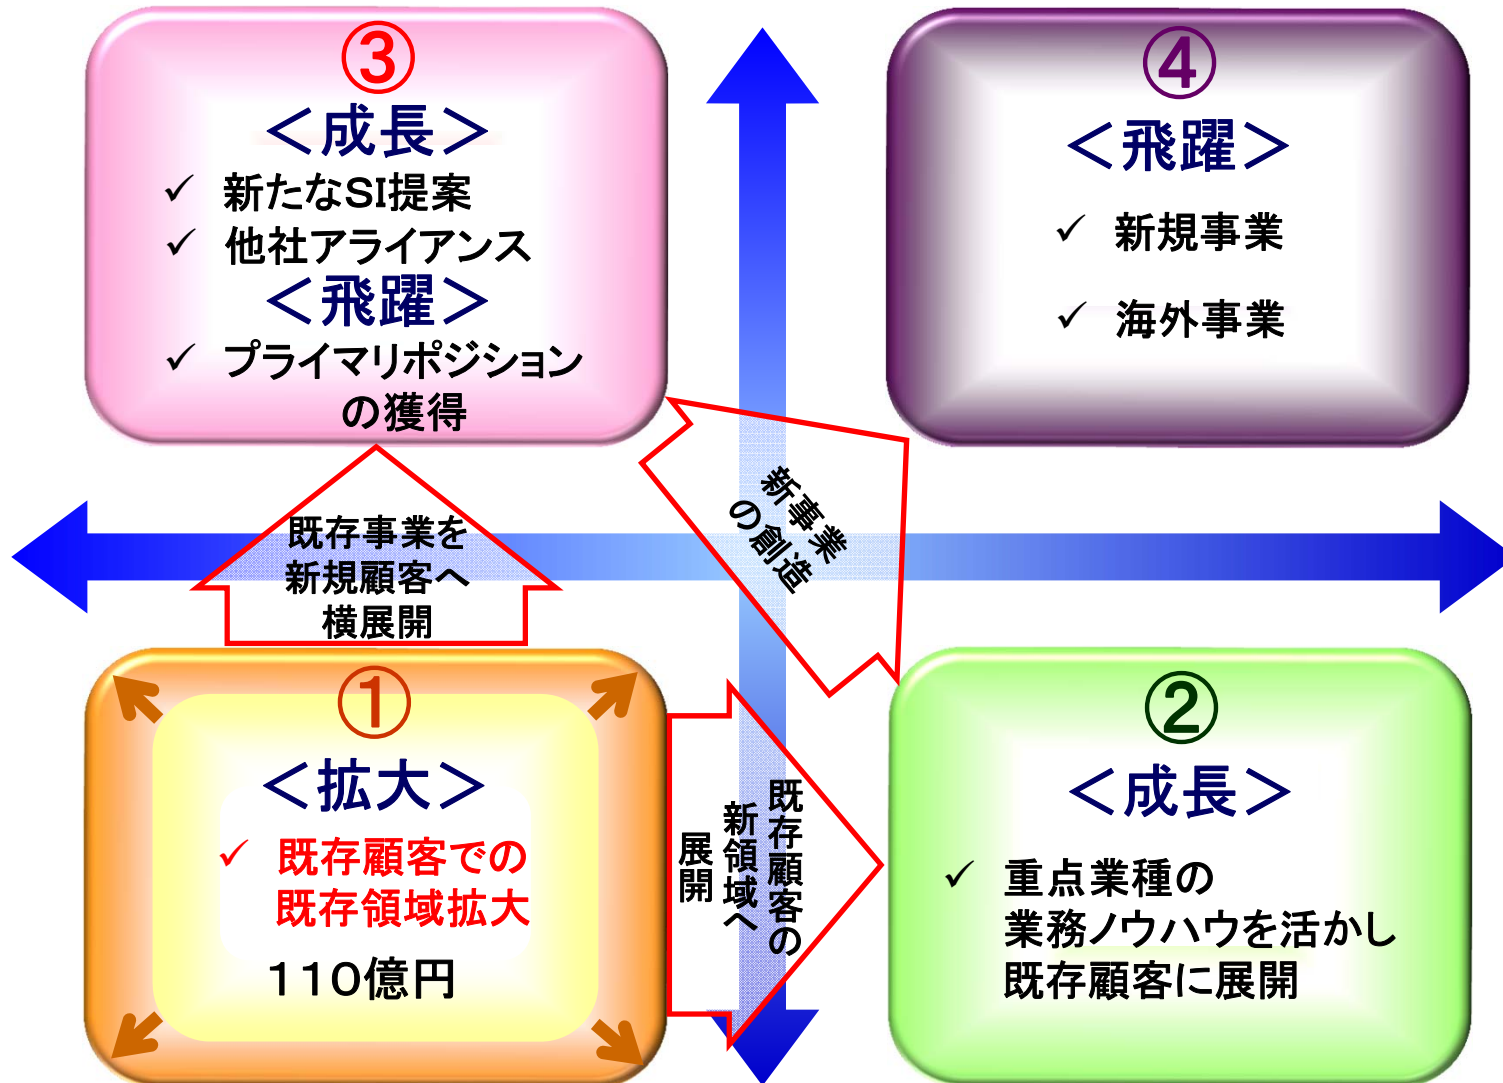 ③
＜成長＞
✓ 新たなSI提案
✓ 他社アライアンス
＜飛躍＞
✓ プライマリポジション
の獲得
④
＜飛躍＞
✓ 新規事業
✓ 海外事業
既存事業を
新規顧客へ
横展開
新事業
の創造
①
＜拡大＞
✓ 既存顧客での
既存領域拡大
110億円
既存顧客の
新領域へ
展開
②
＜成長＞
✓ 重点業種の
業務ノウハウを活かし
既存顧客に展開